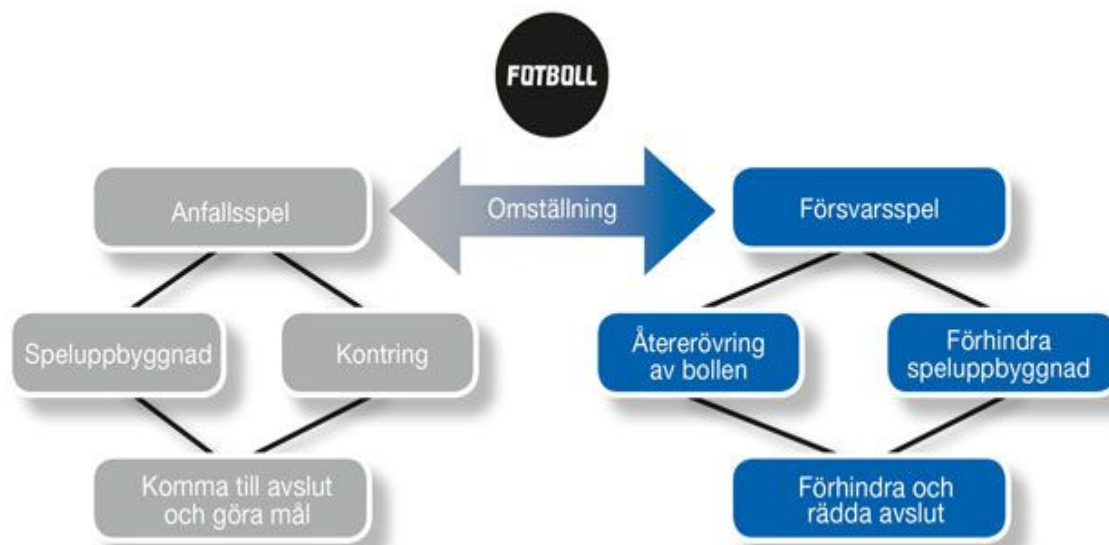 FOTBOLL
Anfallsspel
Omställning
Försvarsspel
Speluppbyggnad
Kontring
Återerövring
av bollen
Förhindra
speluppbyggnad
Komma till avslut
och göra mål
Förhindra och
rädda avslut